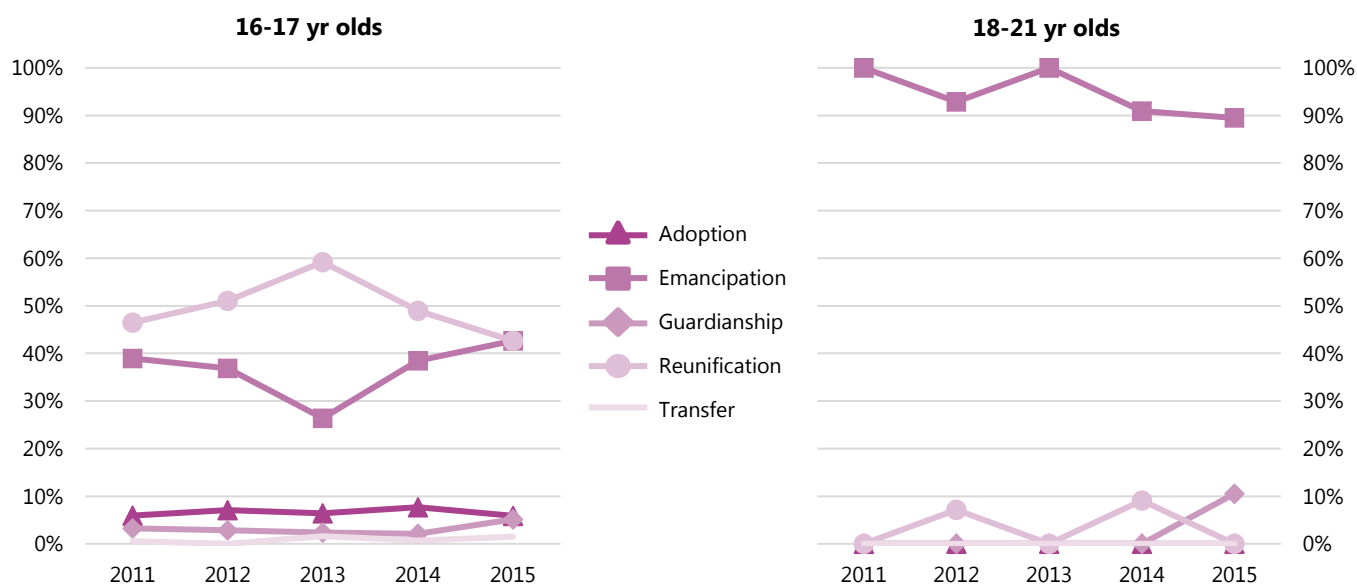 16-17 yr olds
100%
90%
80%
70%
60%
50%
40%
30%
20%
10%
0%
2011 2012 2013 2014 2015
Adoption
Emancipation
Guardianship
Reunification
Transfer
18-21 yr olds
100%
90%
80%
70%
60%
50%
40%
30%
20%
10%
0%
2011 2012 2013 2014 2015